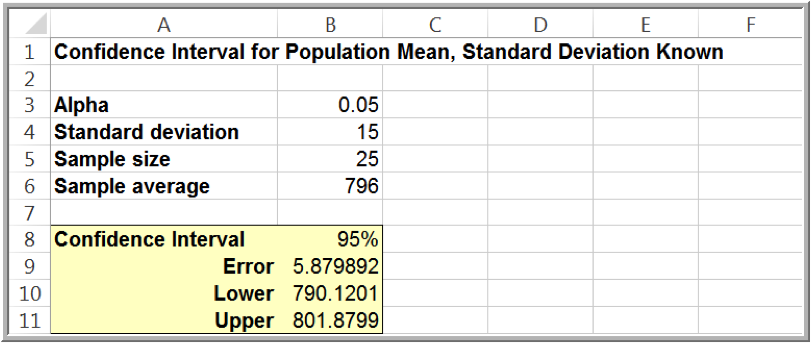 A B C D E F
1 Confidence Interval for Population Mean, Standard Deviation Known
2
3 Alpha 0.05
4 Standard deviation 15
5 Sample size 25
6 Sample average 796
7
8 Confidence Interval 95%
9 Error 5.879892
10 Lower 790.1201
11 Upper 801.8799